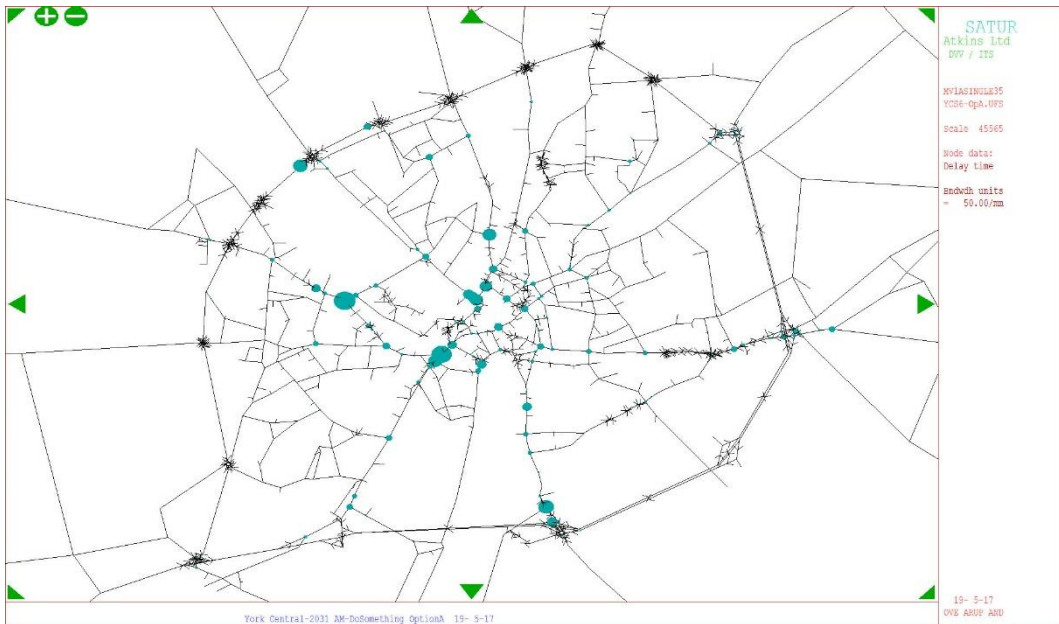 SATUR
Atkins Ltd
DVV / ITS
MV1ASINGLE35
YCS6-OpA.UFS
Scale 45565
Node data:
Delay time
Bndwdh units
= 50.00/mm
19- 5-17
OVE ARUP AND
York Central-2031 AM-DoSomething OptionA 19- 5-17